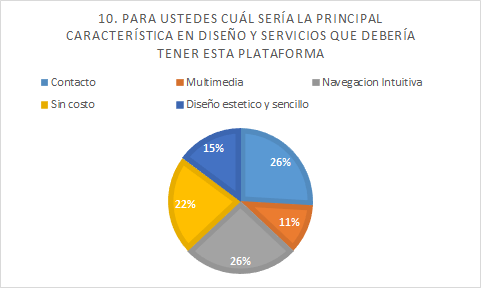 10. PARA USTEDES CUÁL SERÍA LA PRINCIPAL
CARACTERÍSTICA EN DISEÑO Y SERVICIOS QUE DEBERÍA
TENER ESTA PLATAFORMA
Contacto Multimedia Navegacion Intuitiva
Sin costo Diseño estetico y sencillo
15% 26%
11%
22%
26%